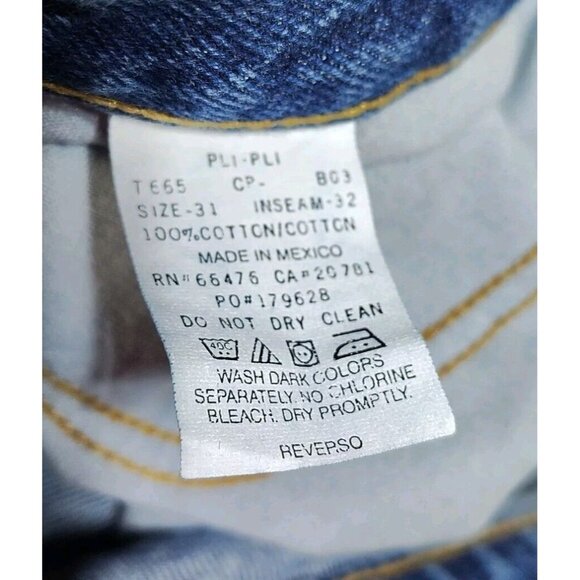 PLI-PLI
T665 CP- B03
SIZE-31 INSEAM-32
100%COTTON/COTTON
MADE IN MEXICO
RN#66476 CA#20781
PO#179628
DO NOT DRY CLEAN
40C
WASH DARK COLORS
SEPARATELY. NO CHLORINE
BLEACH. DRY PROMPTLY.
REVERSO